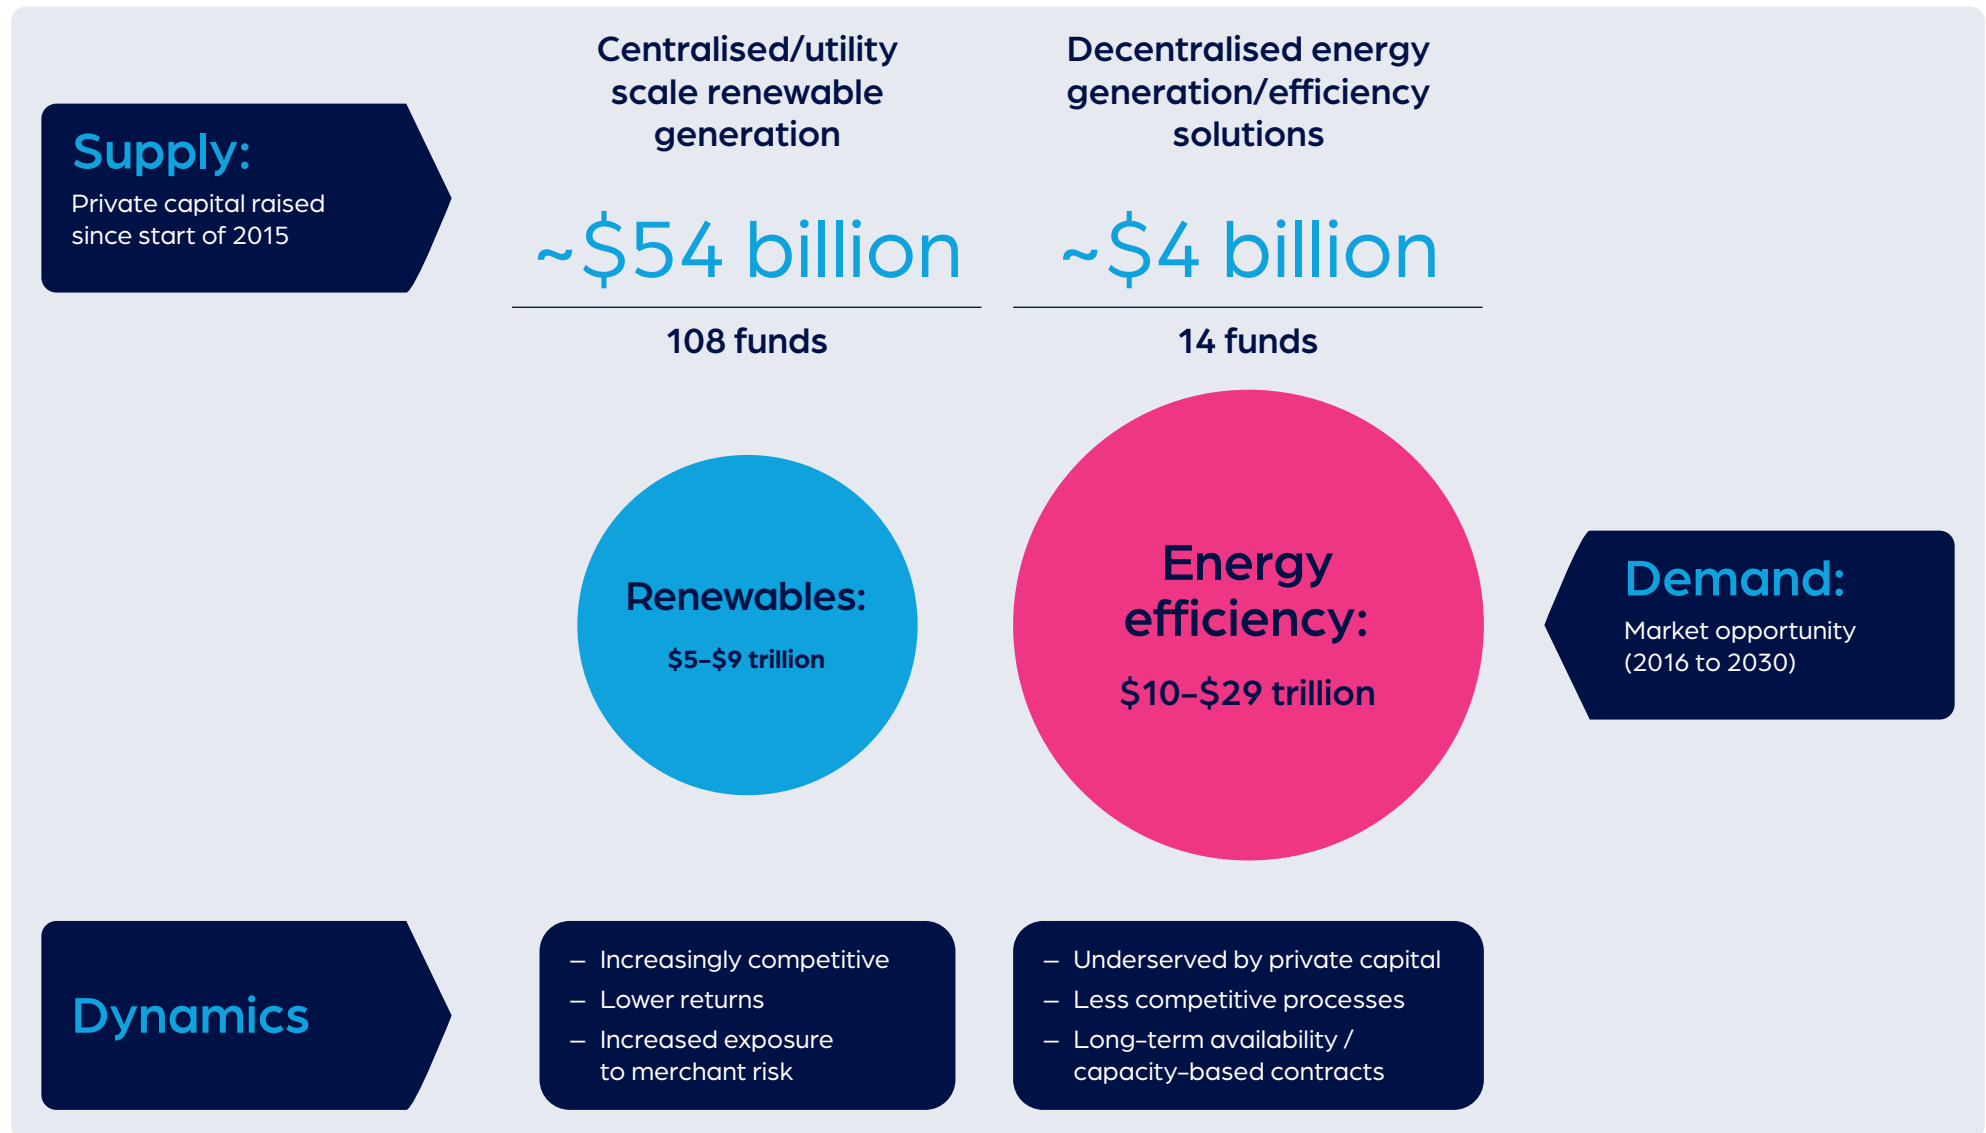 Centralised/utility
scale renewable
generation
Decentralised energy
generation/efficiency
solutions
Supply:
Private capital raised
since start of 2015
~$54 billion
~$4 billion
108 funds
14 funds
Renewables:
$5–$9 trillion
Energy
efficiency:
$10–$29 trillion
Demand:
Market opportunity
(2016 to 2030)
Dynamics
– Increasingly competitive
– Lower returns
– Increased exposure
to merchant risk
– Underserved by private capital
– Less competitive processes
– Long-term availability /
capacity-based contracts